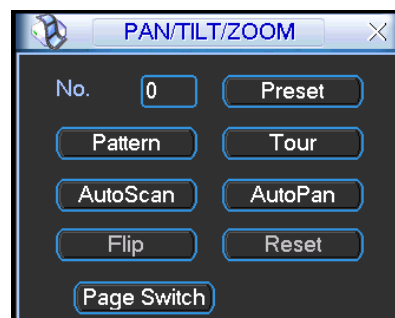 PAN/TILT/ZOOM
No. 0 Preset
Pattern Tour
AutoScan AutoPan
Flip Reset
Page Switch